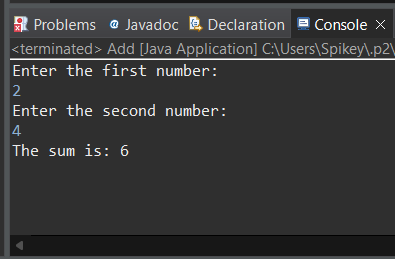 Problems @ Javadoc Declaration Console
<terminated> Add [Java Application] C:\Users\Spikey\.p2\
Enter the first number:
2
Enter the second number:
4
The sum is: 6